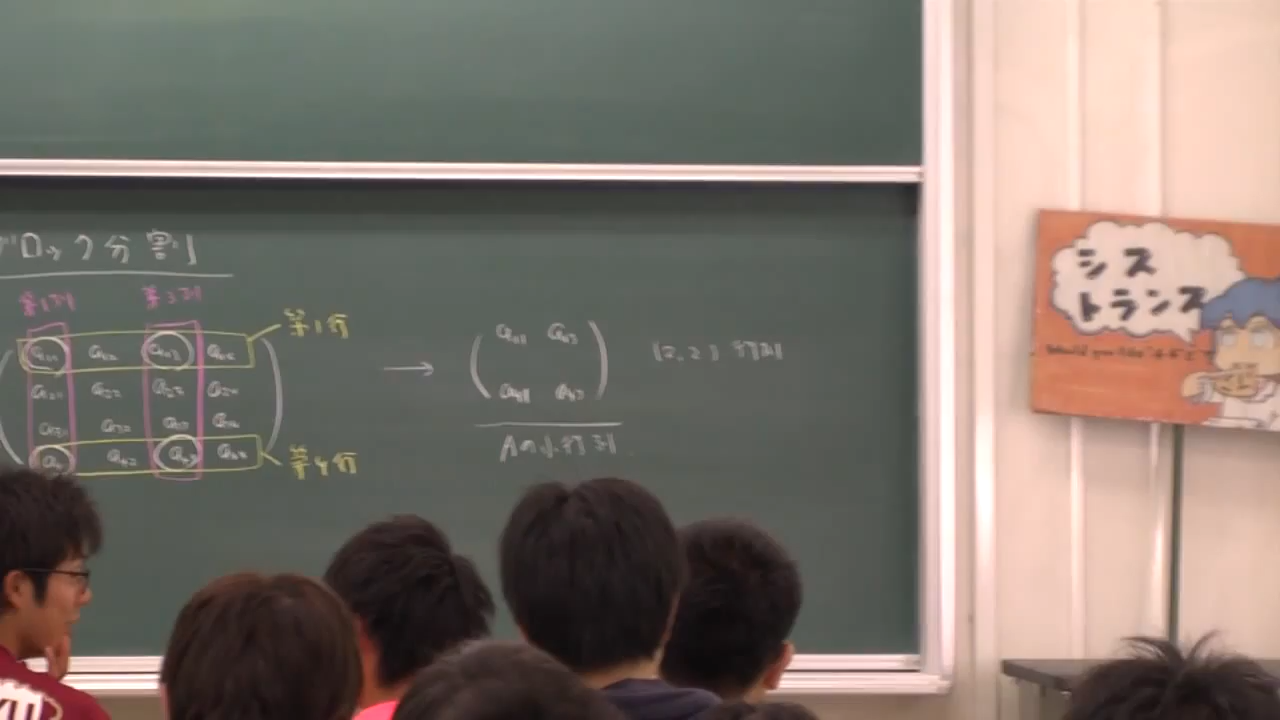 ブロック分割
第1列 第3列
第1行
a11 a12 a13 a14
a21 a22 a23 a24
a31 a32 a33 a34
a41 a42 a43 a44
第4行
→
a11 a13
a41 a43
(2,2) 行列
Aの小行列
シス
トランス